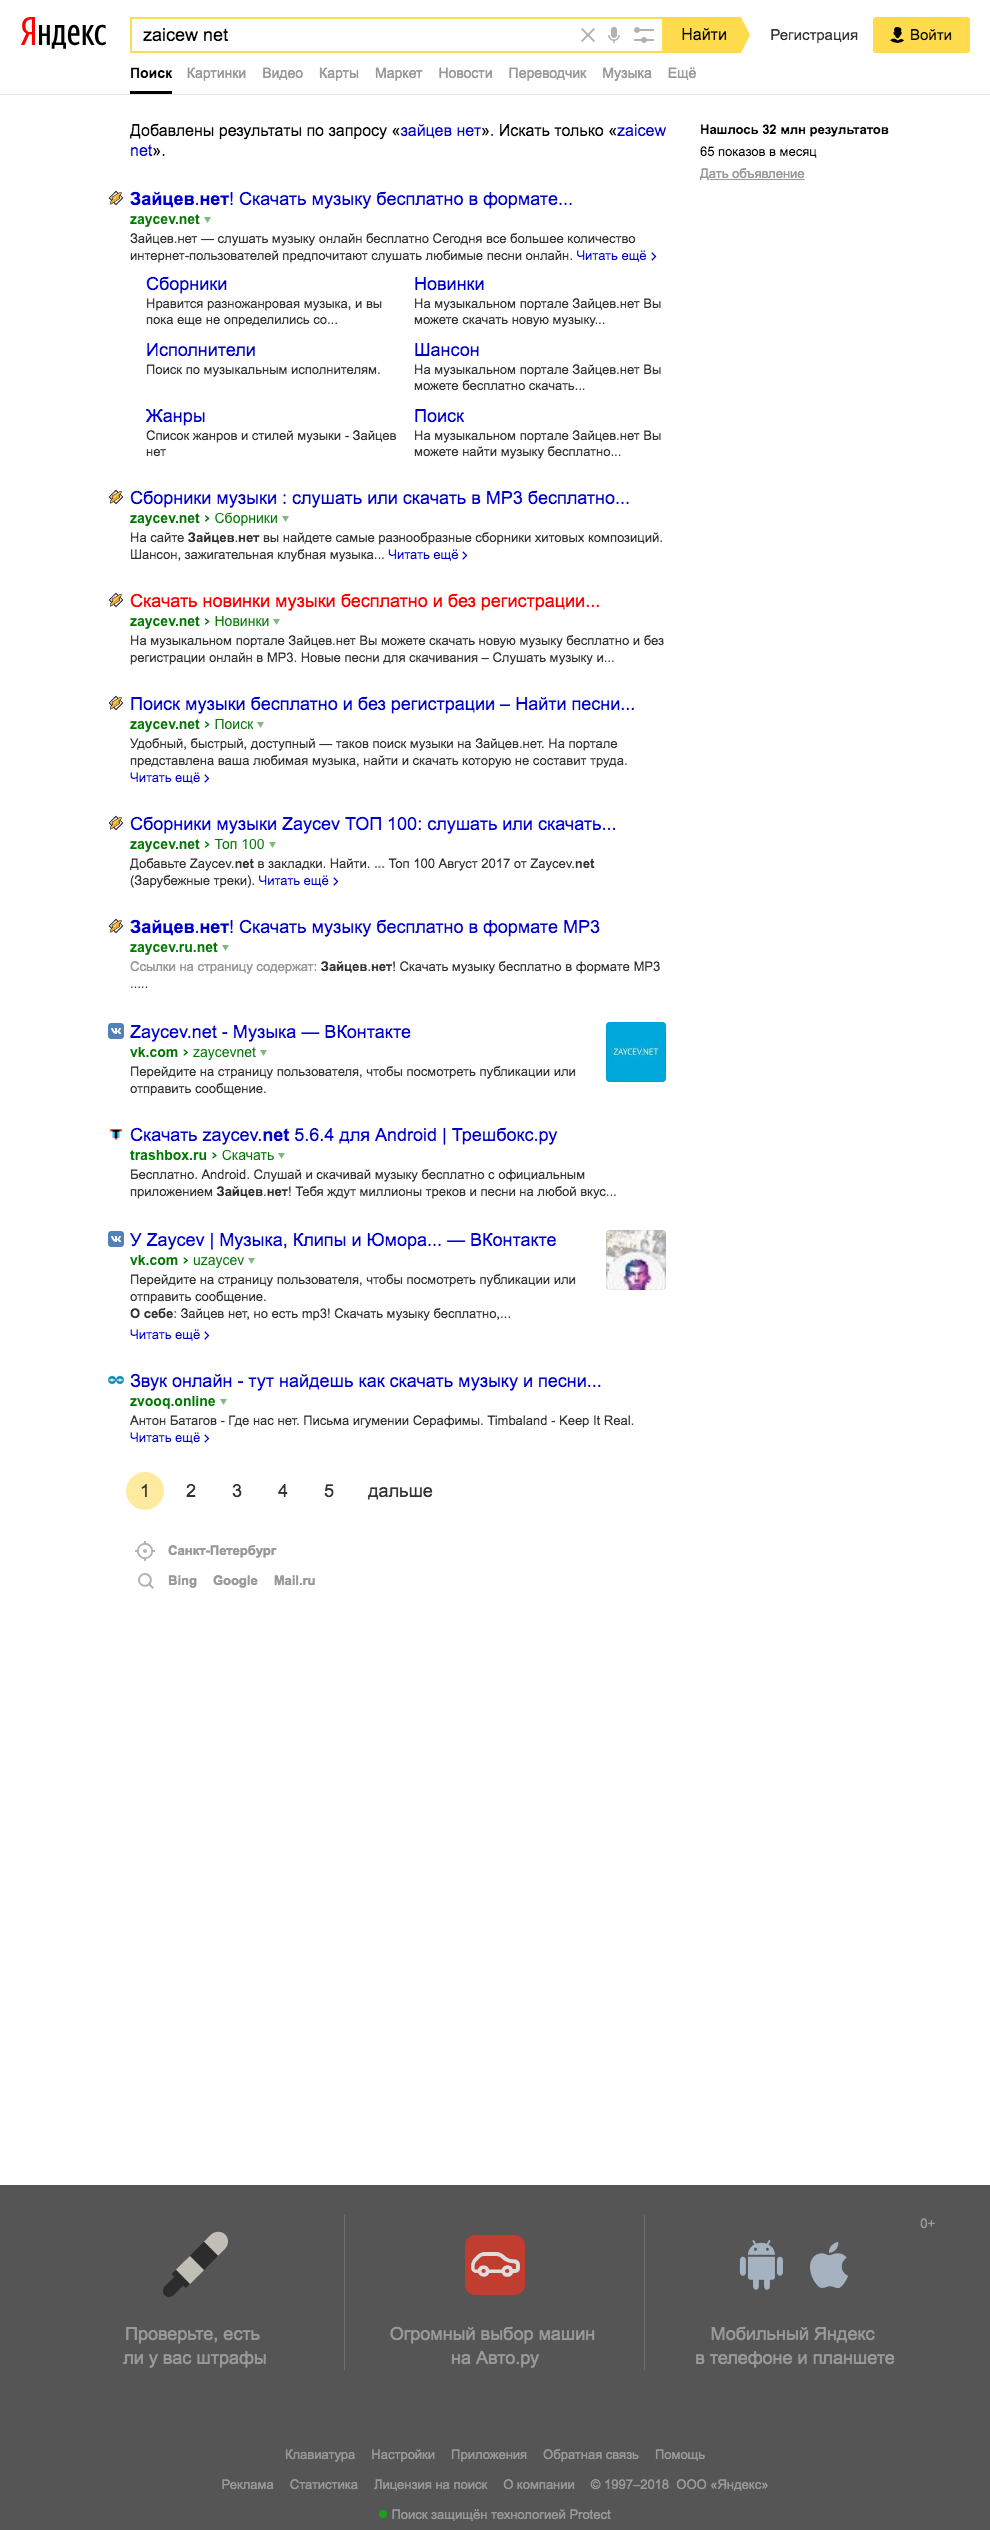 Яндекс
zaicew net
Найти
Регистрация
Войти
Поиск Картинки Видео Карты Маркет Новости Переводчик Музыка Ещё
Добавлены результаты по запросу «зайцев нет». Искать только «zaicew
net».
Нашлось 32 млн результатов
65 показов в месяц
Дать объявление
Зайцев.нет! Скачать музыку бесплатно в формате...
zaycev.net
Зайцев.нет — слушать музыку онлайн бесплатно Сегодня все большее количество
интернет-пользователей предпочитают слушать любимые песни онлайн. Читать ещё ›
Сборники
Нравится разножанровая музыка, и вы
пока еще не определились со...
Новинки
На музыкальном портале Зайцев.нет Вы
можете скачать новую музыку...
Исполнители
Поиск по музыкальным исполнителям.
Шансон
На музыкальном портале Зайцев.нет Вы
можете бесплатно скачать...
Жанры
Список жанров и стилей музыки - Зайцев
нет
Поиск
На музыкальном портале Зайцев.нет Вы
можете найти музыку бесплатно...
Сборники музыки : слушать или скачать в MP3 бесплатно...
zaycev.net › Сборники
На сайте Зайцев.нет вы найдете самые разнообразные сборники хитовых композиций.
Шансон, зажигательная клубная музыка... Читать ещё ›
Скачать новинки музыки бесплатно и без регистрации...
zaycev.net › Новинки
На музыкальном портале Зайцев.нет Вы можете скачать новую музыку бесплатно и без
регистрации онлайн в MP3. Новые песни для скачивания – Слушать музыку и...
Поиск музыки бесплатно и без регистрации – Найти песни...
zaycev.net › Поиск
Удобный, быстрый, доступный — таков поиск музыки на Зайцев.нет. На портале
представлена ваша любимая музыка, найти и скачать которую не составит труда.
Читать ещё ›
Сборники музыки Zaycev ТОП 100: слушать или скачать...
zaycev.net › Топ 100
Добавьте Zaycev.net в закладки. Найти. ... Топ 100 Август 2017 от Zaycev.net
(Зарубежные треки). Читать ещё ›
Зайцев.нет! Скачать музыку бесплатно в формате MP3
zaycev.ru.net
Ссылки на страницу содержат: Зайцев.нет! Скачать музыку бесплатно в формате MP3
.....
Zaycev.net - Музыка — ВКонтакте
vk.com › zaycevnet
Перейдите на страницу пользователя, чтобы посмотреть публикации или
отправить сообщение.
ZAYCEV.NET
Скачать zaycev.net 5.6.4 для Android | Трешбокс.ру
trashbox.ru › Скачать
Бесплатно. Android. Слушай и скачивай музыку бесплатно с официальным
приложением Зайцев.нет! Тебя ждут миллионы треков и песни на любой вкус...
У Zaycev | Музыка, Клипы и Юмора... — ВКонтакте
vk.com › uzaycev
Перейдите на страницу пользователя, чтобы посмотреть публикации или
отправить сообщение.
О себе: Зайцев нет, но есть mp3! Скачать музыку бесплатно,...
Читать ещё ›
Звук онлайн - тут найдешь как скачать музыку и песни...
zvooq.online
Антон Батагов - Где нас нет. Письма игумении Серафимы. Timbaland - Keep It Real.
Читать ещё ›
1 2 3 4 5 дальше
Санкт-Петербург
Bing Google Mail.ru
0+
Проверьте, есть
ли у вас штрафы
Огромный выбор машин
на Авто.ру
Мобильный Яндекс
в телефоне и планшете
Клавиатура Настройки Приложения Обратная связь Помощь
Реклама Статистика Лицензия на поиск О компании © 1997–2018 ООО «Яндекс»
Поиск защищён технологией Protect